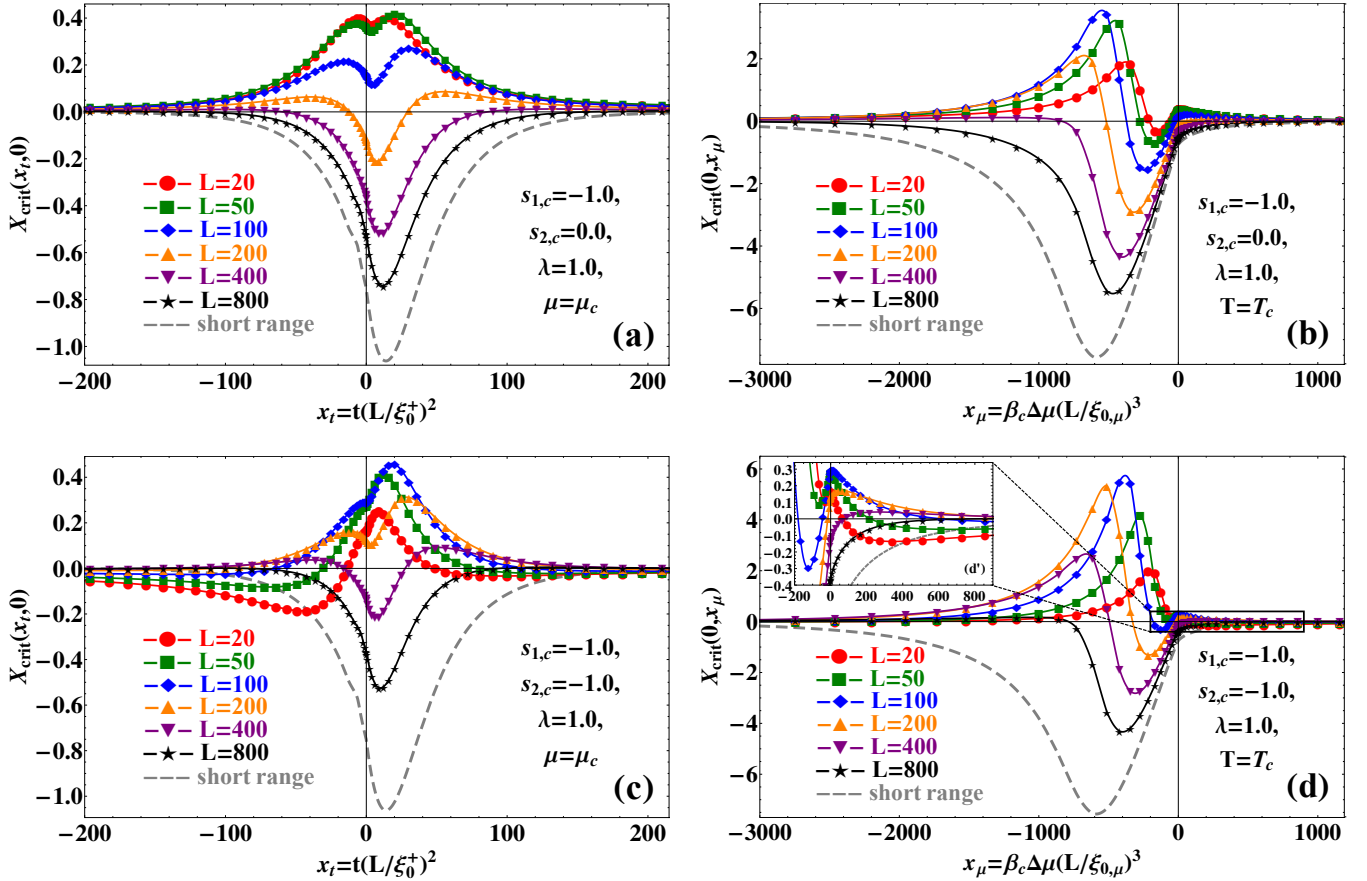 0.4
0.2
0.0
−0.2
−0.4
−0.6
−0.8
−1.0
X_crit(x_t,0)
L=20
L=50
L=100
L=200
L=400
L=800
short range
s_{1,c}=−1.0,
s_{2,c}=0.0,
λ=1.0,
μ=μ_c
(a)
−200 −100 0 100 200
x_t=t(L/ξ_0^+)^2
2
0
−2
−4
−6
X_crit(0,x_μ)
L=20
L=50
L=100
L=200
L=400
L=800
short range
s_{1,c}=−1.0,
s_{2,c}=0.0,
λ=1.0,
T=T_c
(b)
−3000 −2000 −1000 0 1000
x_μ=β_cΔμ(L/ξ_{0,μ})^3
0.4
0.2
0.0
−0.2
−0.4
−0.6
−0.8
−1.0
X_crit(x_t,0)
L=20
L=50
L=100
L=200
L=400
L=800
short range
s_{1,c}=−1.0,
s_{2,c}=−1.0,
λ=1.0,
μ=μ_c
(c)
−200 −100 0 100 200
x_t=t(L/ξ_0^+)^2
6
4
2
0
−2
−4
−6
X_crit(0,x_μ)
0.4
0.3
0.2
0.1
0.0
−0.1
−0.2
−0.3
−0.4
(d')
−200 0 200 400 600 800
L=20
L=50
L=100
L=200
L=400
L=800
short range
s_{1,c}=−1.0,
s_{2,c}=−1.0,
λ=1.0,
T=T_c
(d)
−3000 −2000 −1000 0 1000
x_μ=β_cΔμ(L/ξ_{0,μ})^3